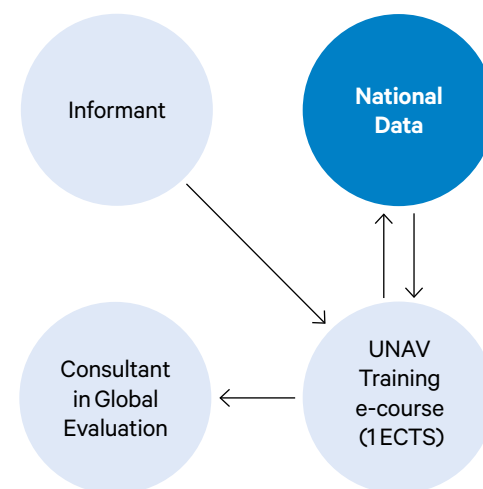 Informant
National
Data
Consultant
in Global
Evaluation
UNAV
Training
e-course
(1 ECTS)